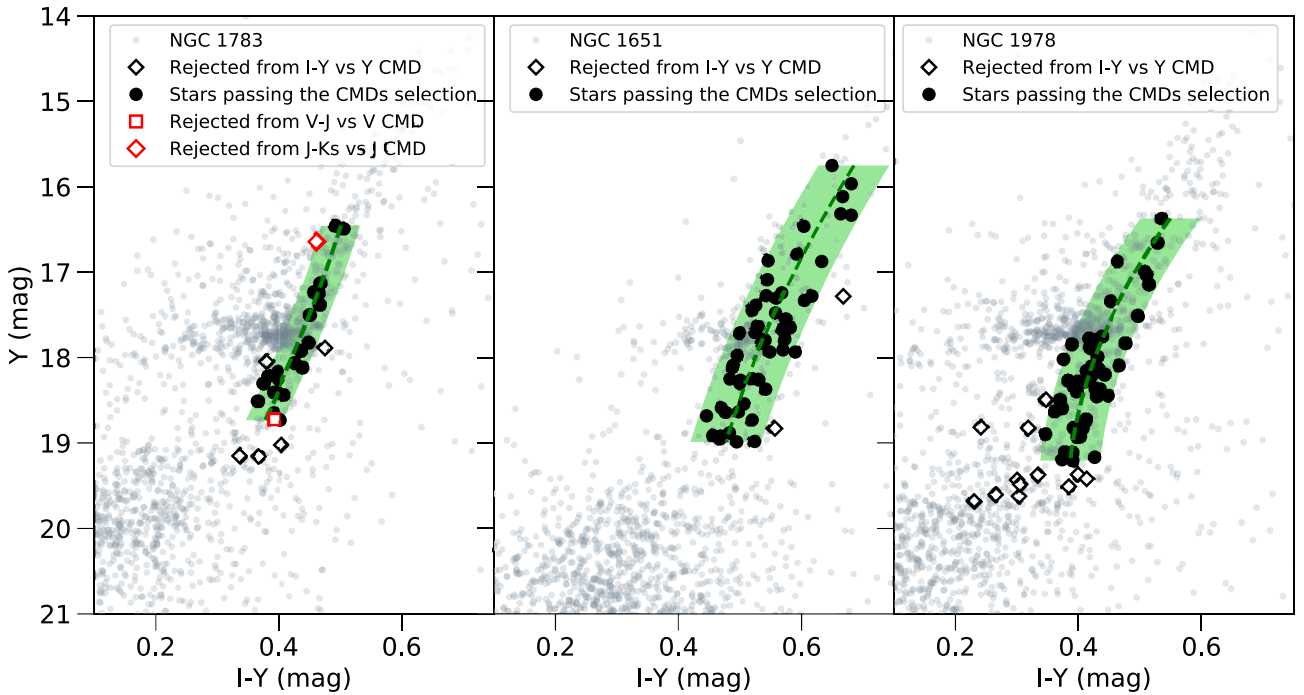 14
15
16
17
18
19
20
21
Y (mag)
NGC 1783
Rejected from I-Y vs Y CMD
Stars passing the CMDs selection
Rejected from V-J vs V CMD
Rejected from J-Ks vs J CMD
0.2
0.4
0.6
I-Y (mag)
NGC 1651
Rejected from I-Y vs Y CMD
Stars passing the CMDs selection
0.2
0.4
0.6
I-Y (mag)
NGC 1978
Rejected from I-Y vs Y CMD
Stars passing the CMDs selection
0.2
0.4
0.6
I-Y (mag)